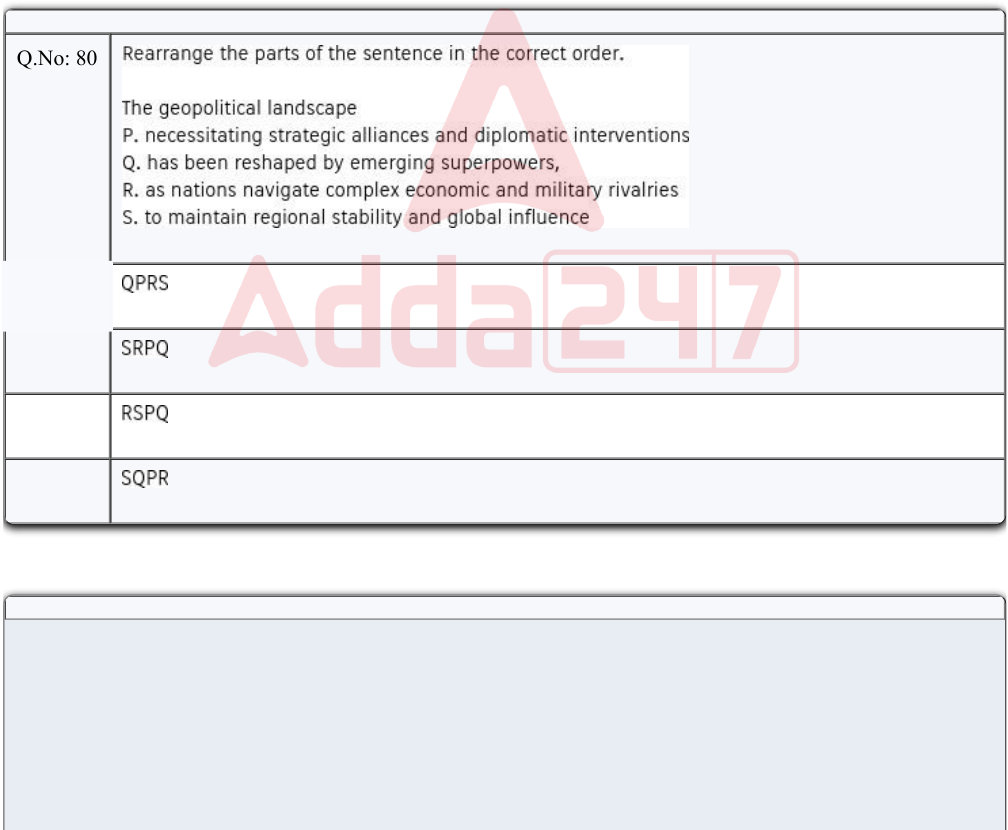 Q.No: 80
Rearrange the parts of the sentence in the correct order.
The geopolitical landscape
P. necessitating strategic alliances and diplomatic interventions
Q. has been reshaped by emerging superpowers,
R. as nations navigate complex economic and military rivalries
S. to maintain regional stability and global influence
QPRS
Adda247
SRPQ
RSPQ
SQPR